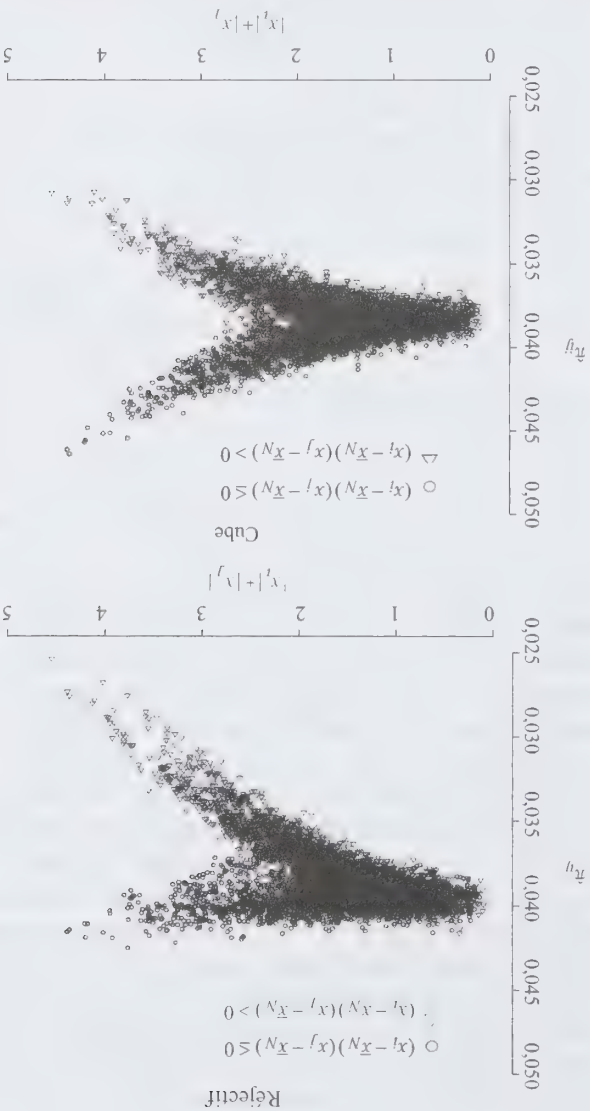 Réjectif
0,050
○ (x_i − x̄_N)(x_j − x̄_N) ≤ 0
(x_i − x̄_N)(x_j − x̄_N) > 0
0,045
0,040
π̂_ij
0,035
0,030
0,025
0 1 2 3 4 5
|x_i| + |x_j|
Cube
0,050
○ (x_i − x̄_N)(x_j − x̄_N) ≤ 0
△ (x_i − x̄_N)(x_j − x̄_N) > 0
0,045
0,040
π̂_ij
0,035
0,030
0,025
0 1 2 3 4 5
|x_i| + |x_j|